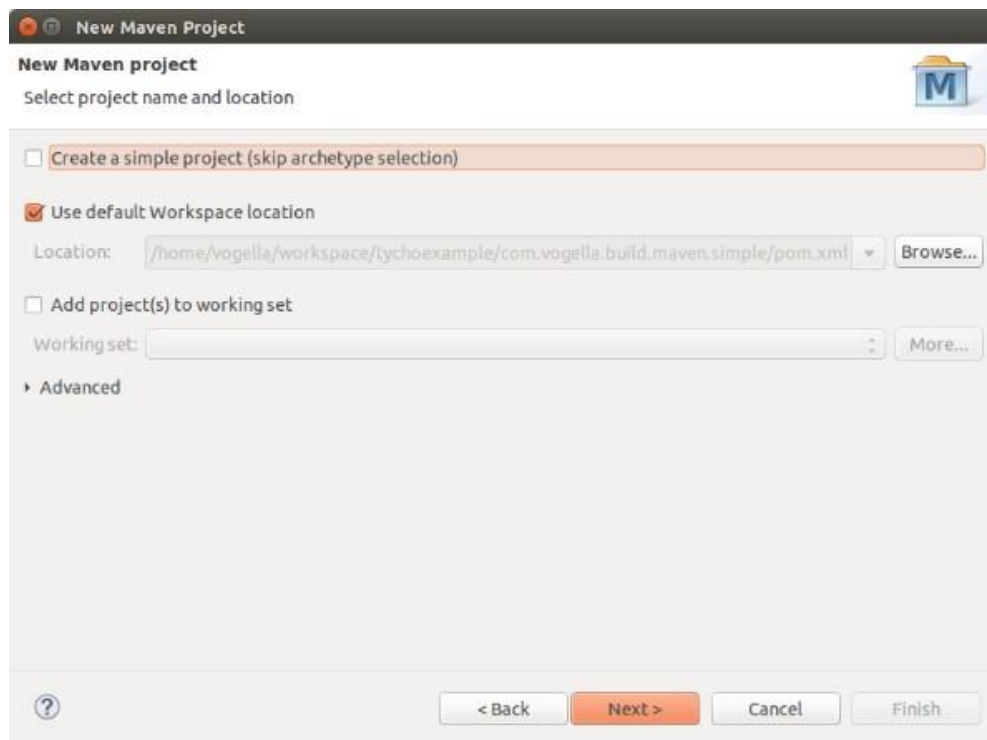 New Maven Project
New Maven project
Select project name and location
M
Create a simple project (skip archetype selection)
Use default Workspace location
Location: /home/vogella/workspace/tychoexample/com.vogella.build.maven.simple/pom.xml Browse...
Add project(s) to working set
Working set: More...
Advanced
? < Back Next > Cancel Finish